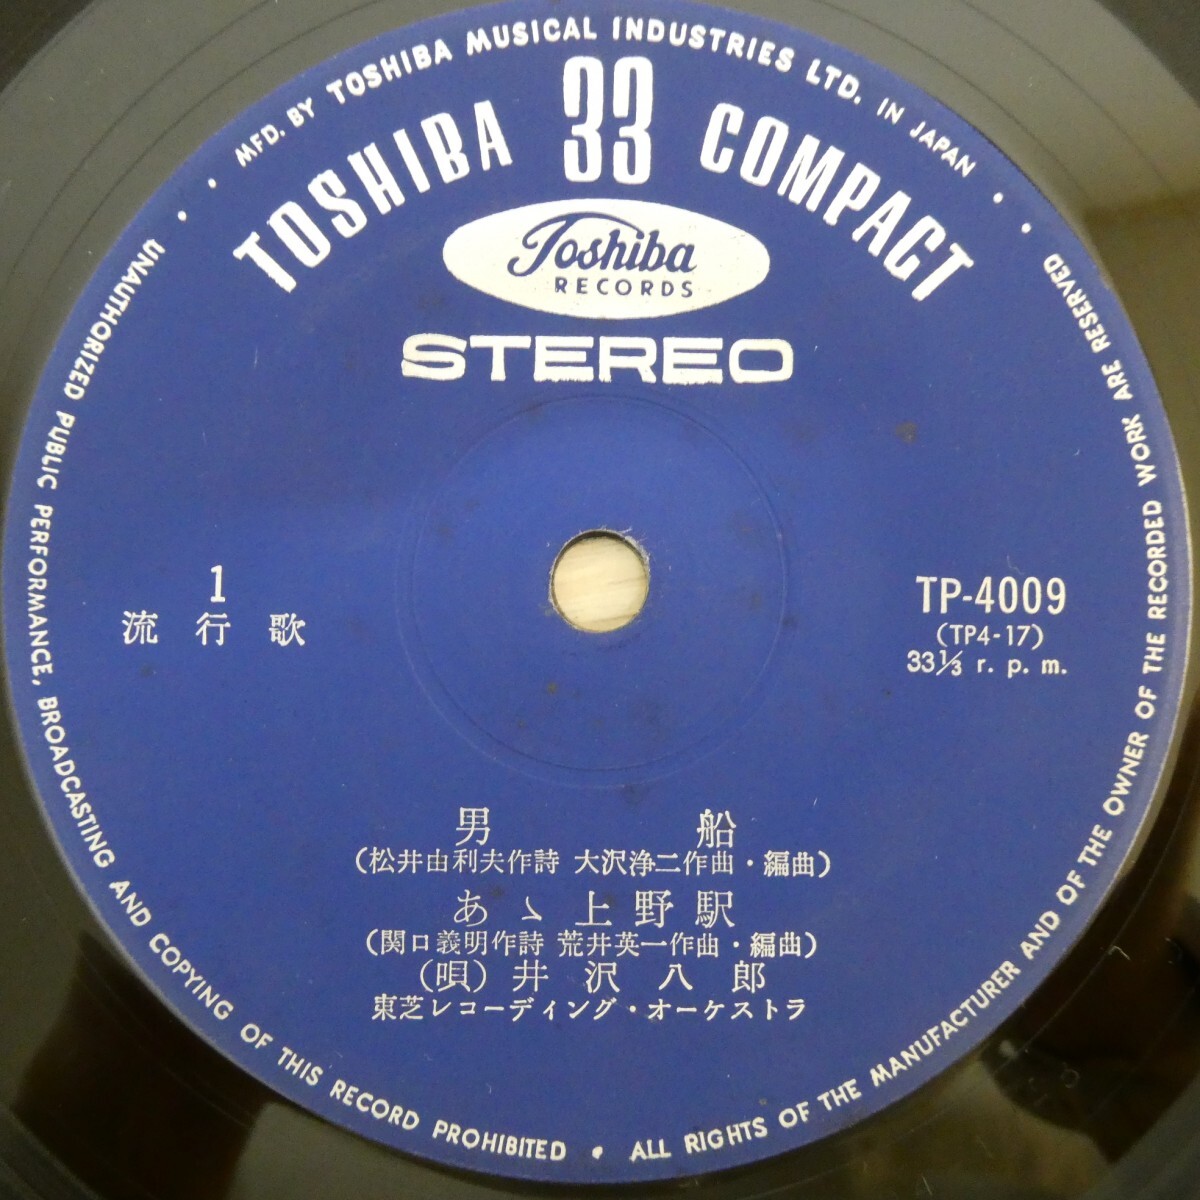 MFD. BY TOSHIBA MUSICAL INDUSTRIES LTD. IN JAPAN
TOSHIBA 33 COMPACT
Toshiba
RECORDS
STEREO
1
流行歌
TP-4009
(TP4-17)
33⅓ r. p. m.
男船
(松井由利夫作詩 大沢浄二作曲・編曲)
あゝ上野駅
(関口義明作詩 荒井英一作曲・編曲)
(唄) 井沢八郎
東芝レコーディング・オーケストラ
UNAUTHORIZED PUBLIC PERFORMANCE, BROADCASTING AND COPYING OF THIS RECORD PROHIBITED • ALL RIGHTS OF THE MANUFACTURER AND OF THE OWNER OF THE RECORDED WORK ARE RESERVED